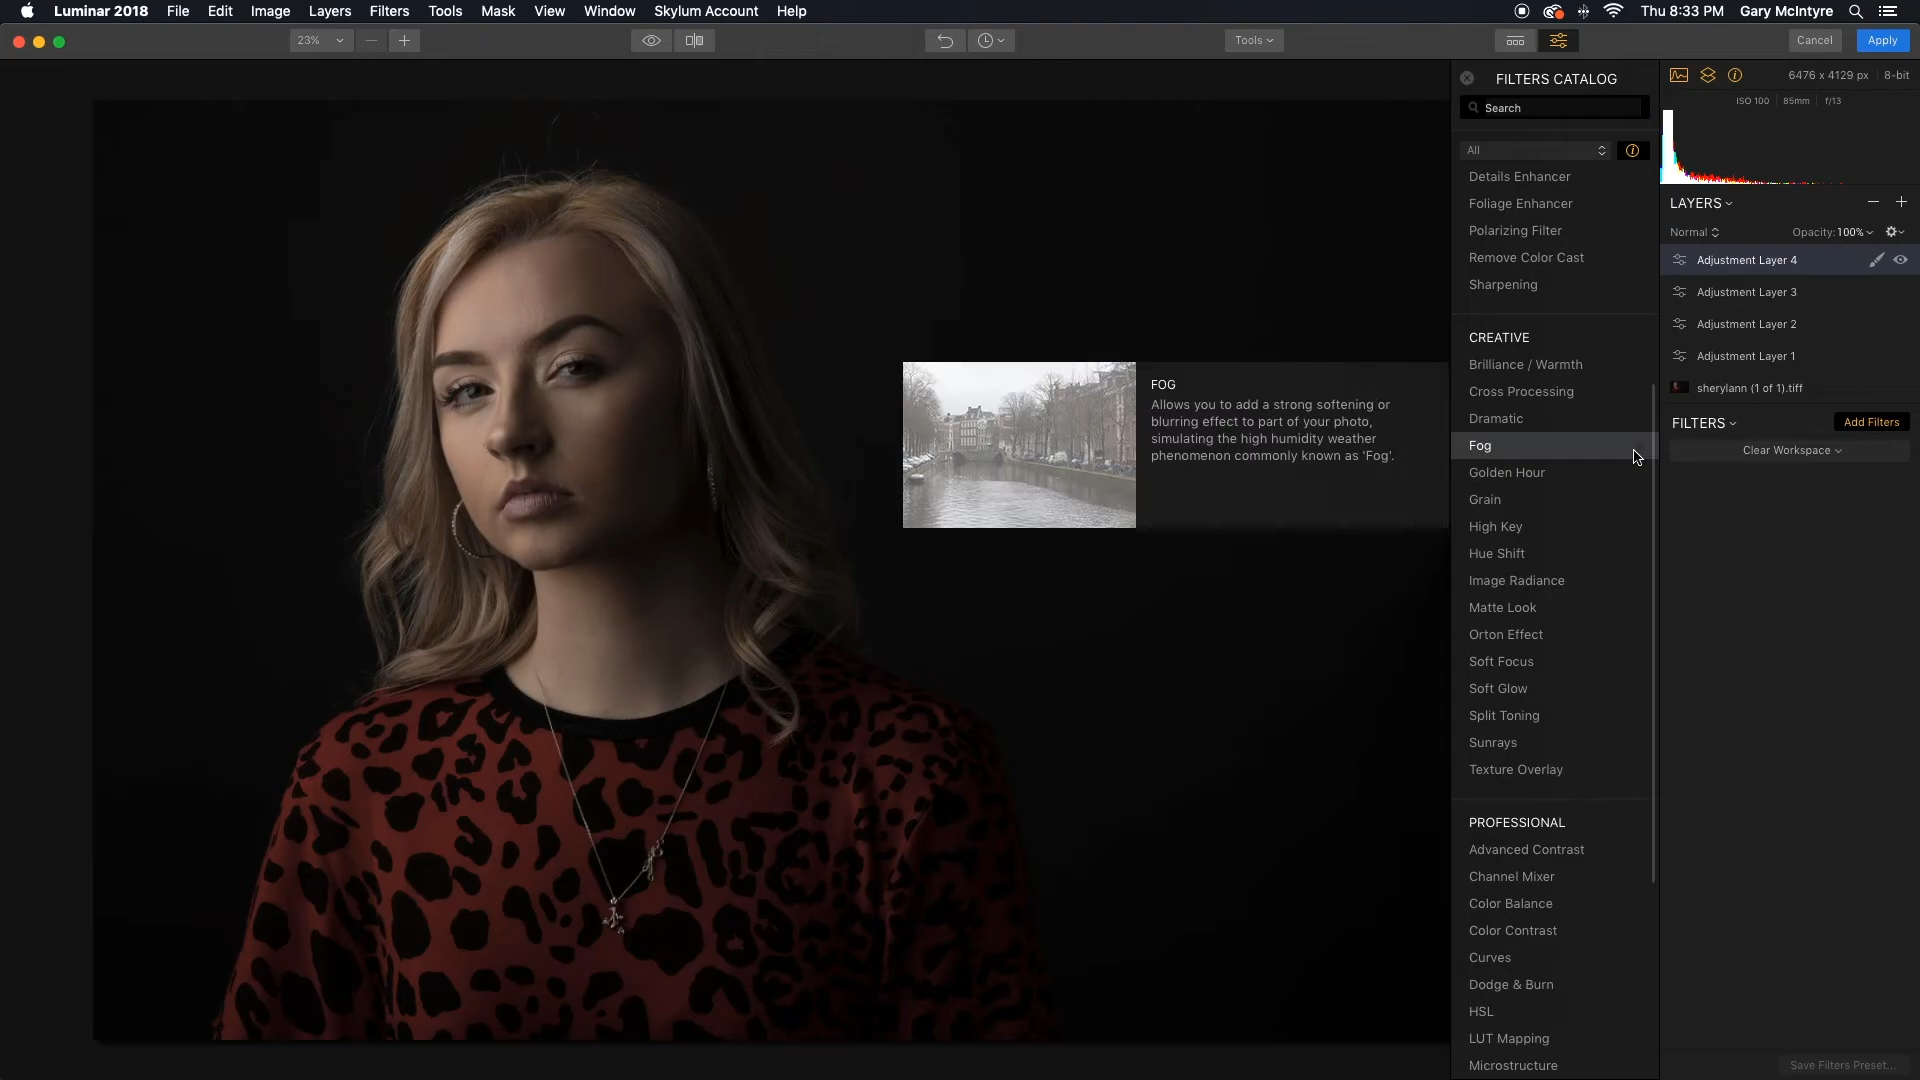 Luminar 2018 File Edit Image Layers Filters Tools Mask View Window Skylum Account Help Thu 8:33 PM Gary McIntyre
23% Tools Cancel Apply
FILTERS CATALOG
Search
All
Details Enhancer
Foliage Enhancer
Polarizing Filter
Remove Color Cast
Sharpening
CREATIVE
Brilliance / Warmth
Cross Processing
Dramatic
Fog
Golden Hour
Grain
High Key
Hue Shift
Image Radiance
Matte Look
Orton Effect
Soft Focus
Soft Glow
Split Toning
Sunrays
Texture Overlay
PROFESSIONAL
Advanced Contrast
Channel Mixer
Color Balance
Color Contrast
Curves
Dodge & Burn
HSL
LUT Mapping
Microstructure
FOG
Allows you to add a strong softening or
blurring effect to part of your photo,
simulating the high humidity weather
phenomenon commonly known as 'Fog'.
6476 x 4129 px 8-bit
ISO 100 85mm f/13
LAYERS
Normal Opacity: 100%
Adjustment Layer 4
Adjustment Layer 3
Adjustment Layer 2
Adjustment Layer 1
sherylann (1 of 1).tiff
FILTERS Add Filters
Clear Workspace
Save Filters Preset...